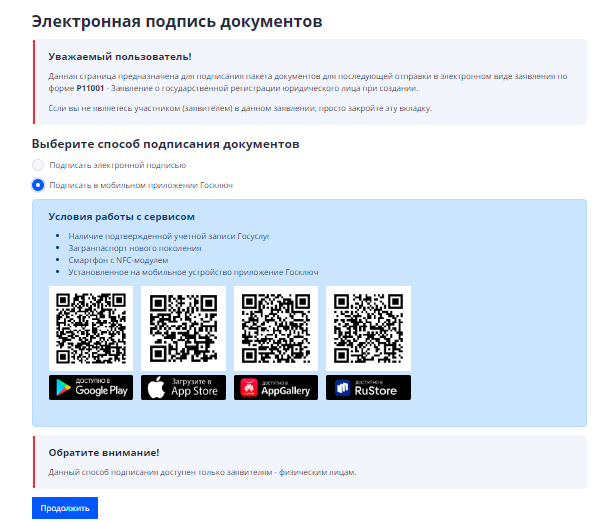 Электронная подпись документов
Уважаемый пользователь!
Данная страница предназначена для подписания пакета документов для последующей отправки в электронном виде заявления по
форме Р11001 - Заявление о государственной регистрации юридического лица при создании.
Если вы не являетесь участником (заявителем) в данном заявлении, просто закройте эту вкладку.
Выберите способ подписания документов
Подписать электронной подписью
Подписать в мобильном приложении Госключ
Условия работы с сервисом
Наличие подтвержденной учетной записи Госуслуг
Загранпаспорт нового поколения
Смартфон с NFC-модулем
Установленное на мобильное устройство приложение Госключ
ДОСТУПНО В Google Play
Загрузите в App Store
ДОСТУПНО В AppGallery
ДОСТУПНО В RuStore
Обратите внимание!
Данный способ подписания доступен только заявителям - физическим лицам.
Продолжить